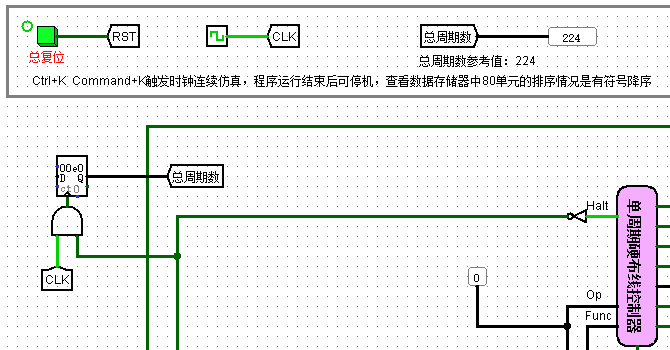 RST
CLK
总周期数
224
总复位
总周期数参考值：224
Ctrl+K Command+K触发时钟连续仿真，程序运行结束后可停机，查看数据存储器中80单元的排序情况是有符号降序
D Q
总周期数
Halt
单周期硬布线控制器
CLK
0
Op
Func